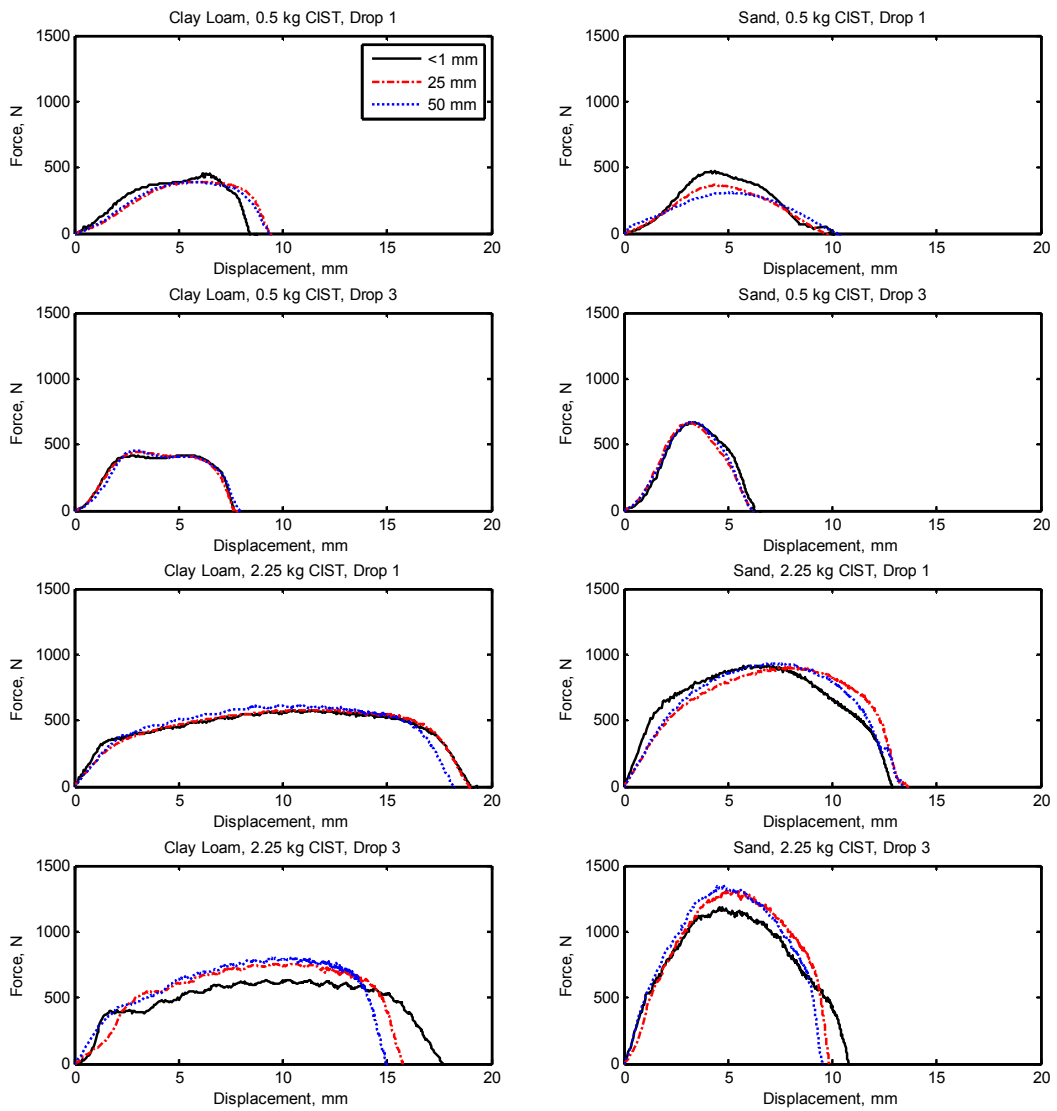 Clay Loam, 0.5 kg CIST, Drop 1
1500
1000
500
0
Force, N
0 5 10 15 20
Displacement, mm
<1 mm
25 mm
50 mm
Sand, 0.5 kg CIST, Drop 1
1500
1000
500
0
Force, N
0 5 10 15 20
Displacement, mm
Clay Loam, 0.5 kg CIST, Drop 3
1500
1000
500
0
Force, N
0 5 10 15 20
Displacement, mm
Sand, 0.5 kg CIST, Drop 3
1500
1000
500
0
Force, N
0 5 10 15 20
Displacement, mm
Clay Loam, 2.25 kg CIST, Drop 1
1500
1000
500
0
Force, N
0 5 10 15 20
Displacement, mm
Sand, 2.25 kg CIST, Drop 1
1500
1000
500
0
Force, N
0 5 10 15 20
Displacement, mm
Clay Loam, 2.25 kg CIST, Drop 3
1500
1000
500
0
Force, N
0 5 10 15 20
Displacement, mm
Sand, 2.25 kg CIST, Drop 3
1500
1000
500
0
Force, N
0 5 10 15 20
Displacement, mm